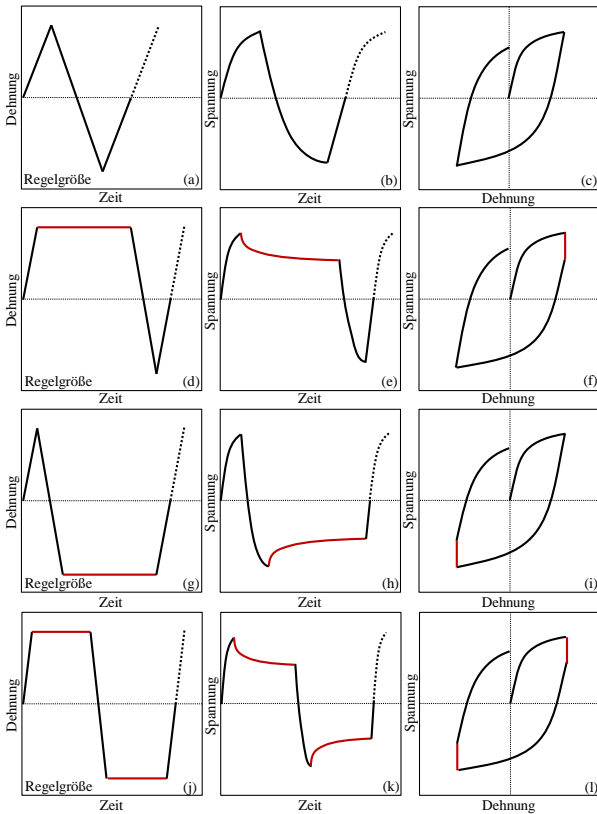 Dehnung
Regelgröße
(a)
Zeit
Spannung
(b)
Zeit
Spannung
(c)
Dehnung
Dehnung
Regelgröße
(d)
Zeit
Spannung
(e)
Zeit
Spannung
(f)
Dehnung
Dehnung
Regelgröße
(g)
Zeit
Spannung
(h)
Zeit
Spannung
(i)
Dehnung
Dehnung
Regelgröße
(j)
Zeit
Spannung
(k)
Zeit
Spannung
(l)
Dehnung